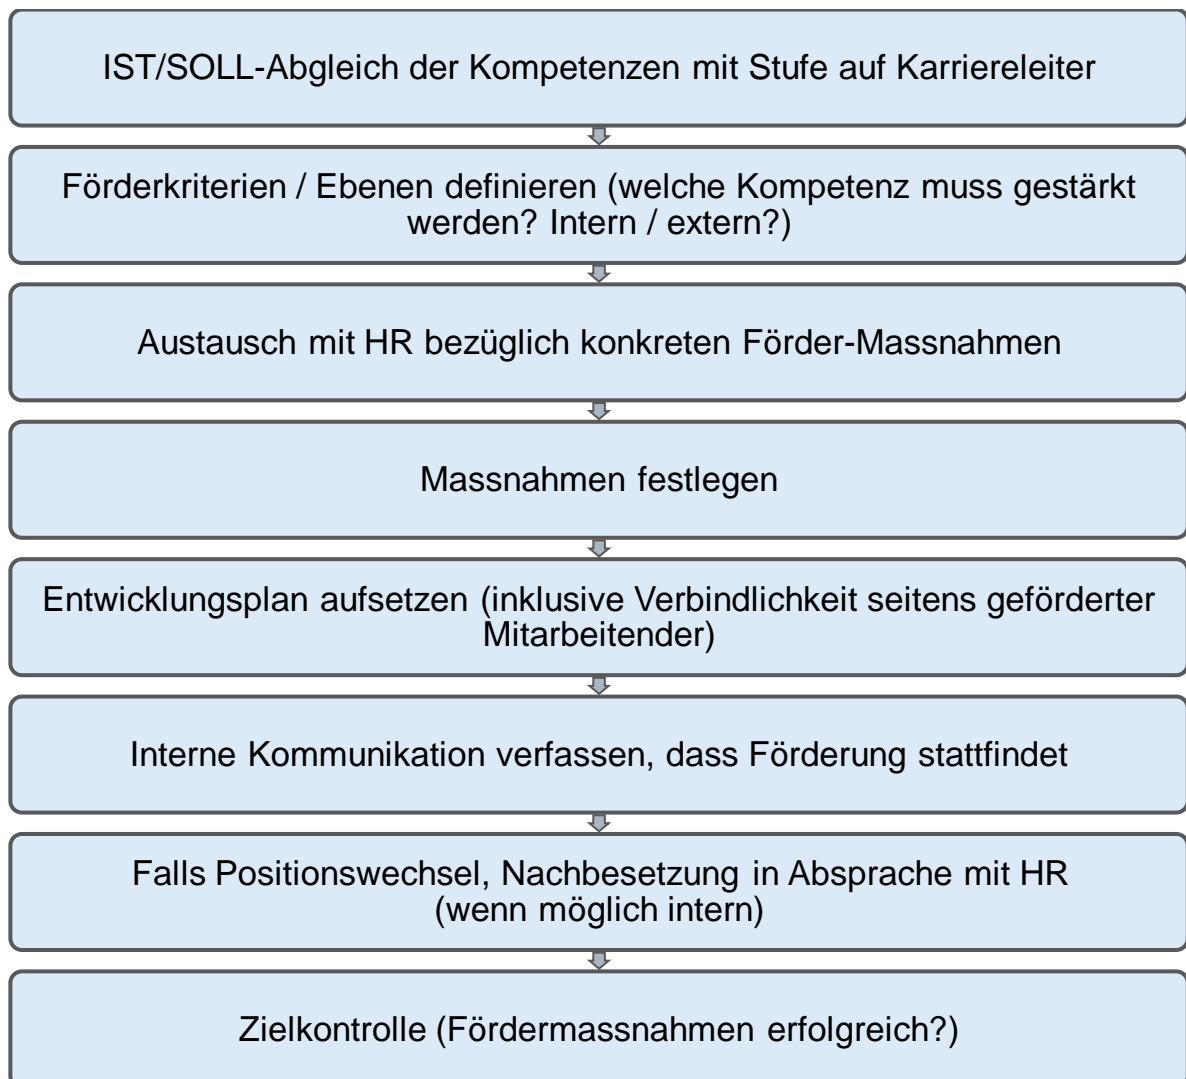 IST/SOLL-Abgleich der Kompetenzen mit Stufe auf Karriereleiter
Förderkriterien / Ebenen definieren (welche Kompetenz muss gestärkt
werden? Intern / extern?)
Austausch mit HR bezüglich konkreten Förder-Massnahmen
Massnahmen festlegen
Entwicklungsplan aufsetzen (inklusive Verbindlichkeit seitens geförderter
Mitarbeitender)
Interne Kommunikation verfassen, dass Förderung stattfindet
Falls Positionswechsel, Nachbesetzung in Absprache mit HR
(wenn möglich intern)
Zielkontrolle (Fördermassnahmen erfolgreich?)